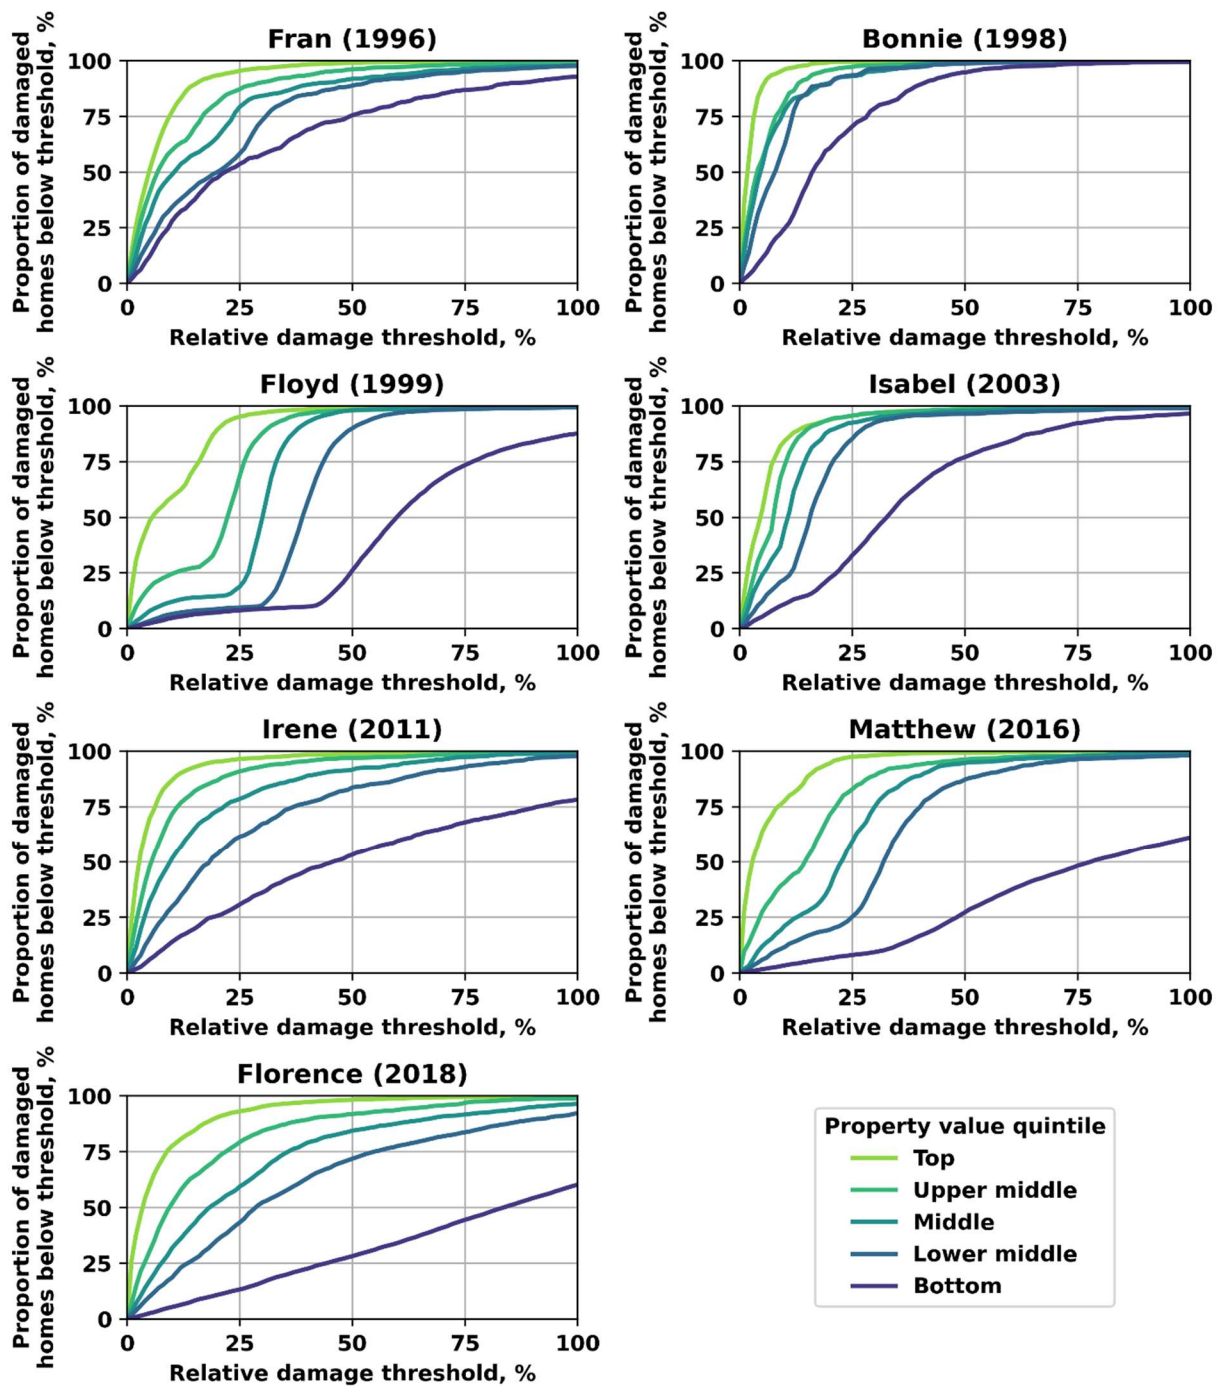 Fran (1996)
Proportion of damaged
homes below threshold, %
100
75
50
25
0
0 25 50 75 100
Relative damage threshold, %
Bonnie (1998)
Proportion of damaged
homes below threshold, %
100
75
50
25
0
0 25 50 75 100
Relative damage threshold, %
Floyd (1999)
Proportion of damaged
homes below threshold, %
100
75
50
25
0
0 25 50 75 100
Relative damage threshold, %
Isabel (2003)
Proportion of damaged
homes below threshold, %
100
75
50
25
0
0 25 50 75 100
Relative damage threshold, %
Irene (2011)
Proportion of damaged
homes below threshold, %
100
75
50
25
0
0 25 50 75 100
Relative damage threshold, %
Matthew (2016)
Proportion of damaged
homes below threshold, %
100
75
50
25
0
0 25 50 75 100
Relative damage threshold, %
Florence (2018)
Proportion of damaged
homes below threshold, %
100
75
50
25
0
0 25 50 75 100
Relative damage threshold, %
Property value quintile
Top
Upper middle
Middle
Lower middle
Bottom